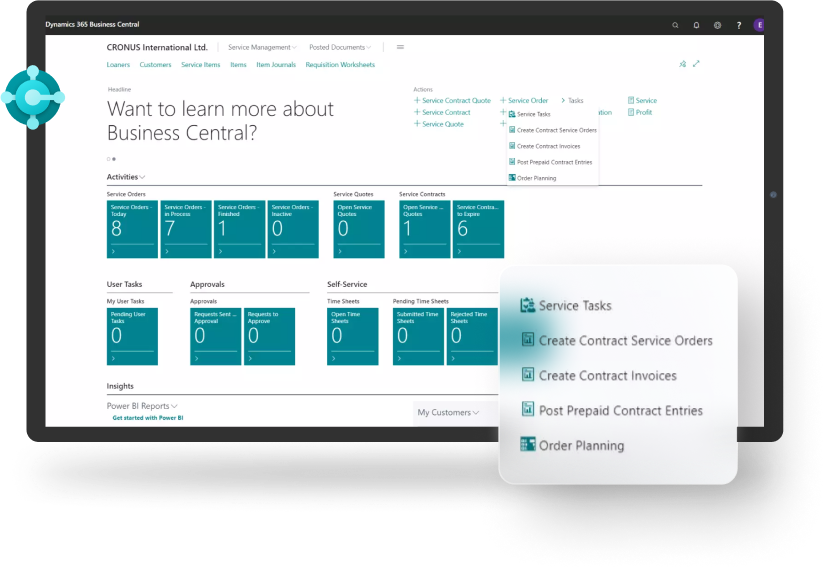 Dynamics 365 Business Central
?
E
CRONUS International Ltd.
Service Management
Posted Documents
Loaners
Customers
Service Items
Items
Item Journals
Requisition Worksheets
Headline
Want to learn more about
Business Central?
Actions
+ Service Contract Quote
+ Service Order
> Tasks
Service
+ Service Contract
+
ation
Profit
+ Service Quote
+
Service Tasks
Create Contract Service Orders
Create Contract Invoices
Post Prepaid Contract Entries
Order Planning
Activities
Service Orders
Service Orders -
Today
8
Service Orders -
in Process
7
Service Orders -
Finished
1
Service Orders -
Inactive
0
Service Quotes
Open Service
Quotes
0
Service Contracts
Open Service ...
Quotes
1
Service Contra...
to Expire
6
User Tasks
My User Tasks
Pending User
Tasks
0
Approvals
Approvals
Requests Sent ...
Approval
0
Requests to
Approve
0
Self-Service
Time Sheets
Open Time
Sheets
0
Pending Time Sheets
Submitted Time
Sheets
0
Rejected Time
Sheets
0
Insights
Power BI Reports
Get started with Power BI
My Customers
Service Tasks
Create Contract Service Orders
Create Contract Invoices
Post Prepaid Contract Entries
Order Planning